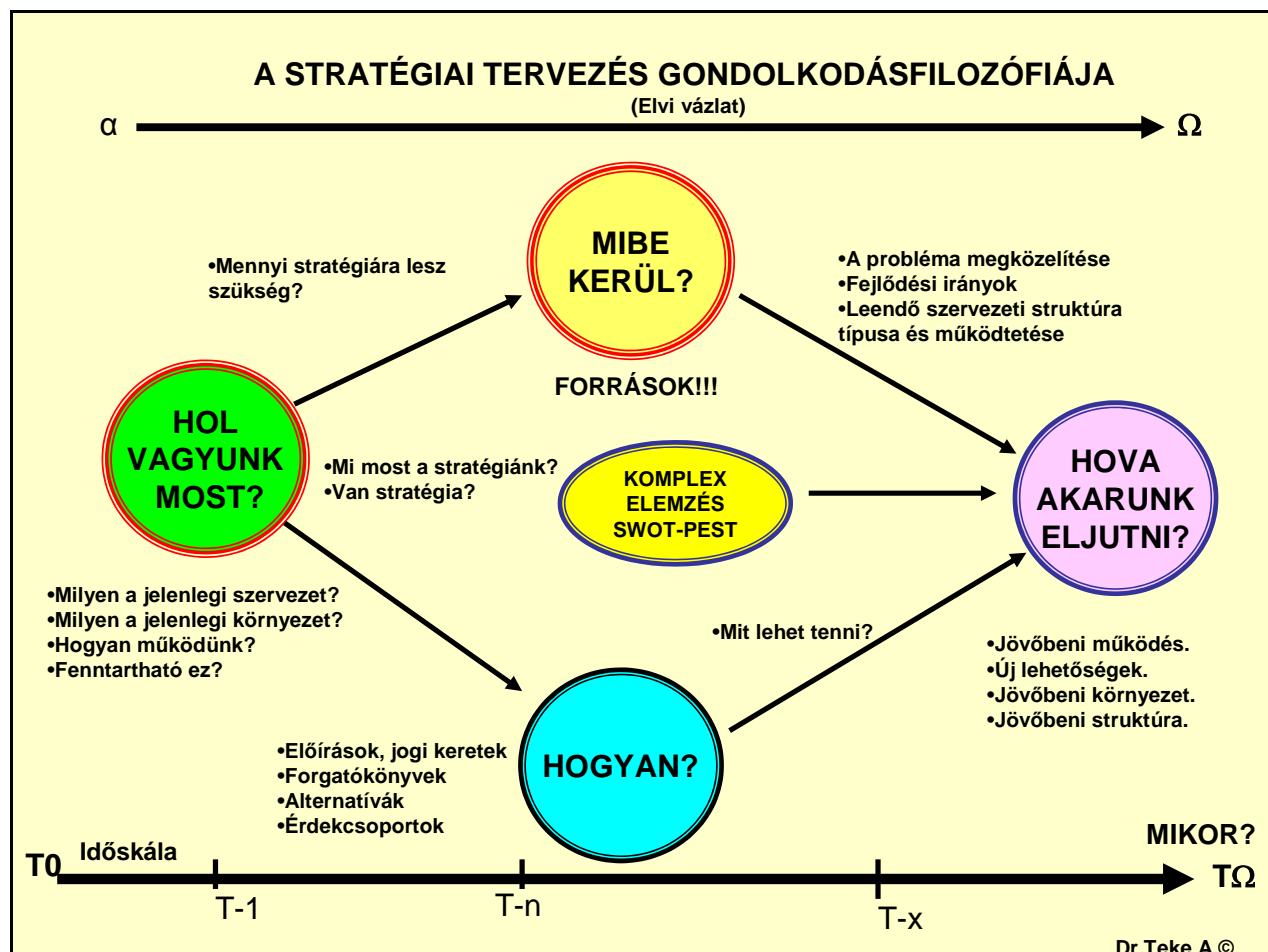 A STRATÉGIAI TERVEZÉS GONDOLKODÁSFILOZÓFIÁJA
(Elvi vázlat)
α
Ω
MIBE
KERÜL?
•Mennyi stratégiára lesz
szükség?
•A probléma megközelítése
•Fejlődési irányok
•Leendő szervezeti struktúra
típusa és működtetése
FORRÁSOK!!!
HOL
VAGYUNK
MOST?
•Mi most a stratégiánk?
•Van stratégia?
KOMPLEX
ELEMZÉS
SWOT-PEST
HOVA
AKARUNK
ELJUTNI?
•Milyen a jelenlegi szervezet?
•Milyen a jelenlegi környezet?
•Hogyan működünk?
•Fenntartható ez?
•Mit lehet tenni?
•Jövőbeni működés.
•Új lehetőségek.
•Jövőbeni környezet.
•Jövőbeni struktúra.
•Előírások, jogi keretek
•Forgatókönyvek
•Alternatívák
•Érdekcsoportok
HOGYAN?
MIKOR?
T0
Időskála
TΩ
T-1
T-n
T-x
Dr Teke A ©